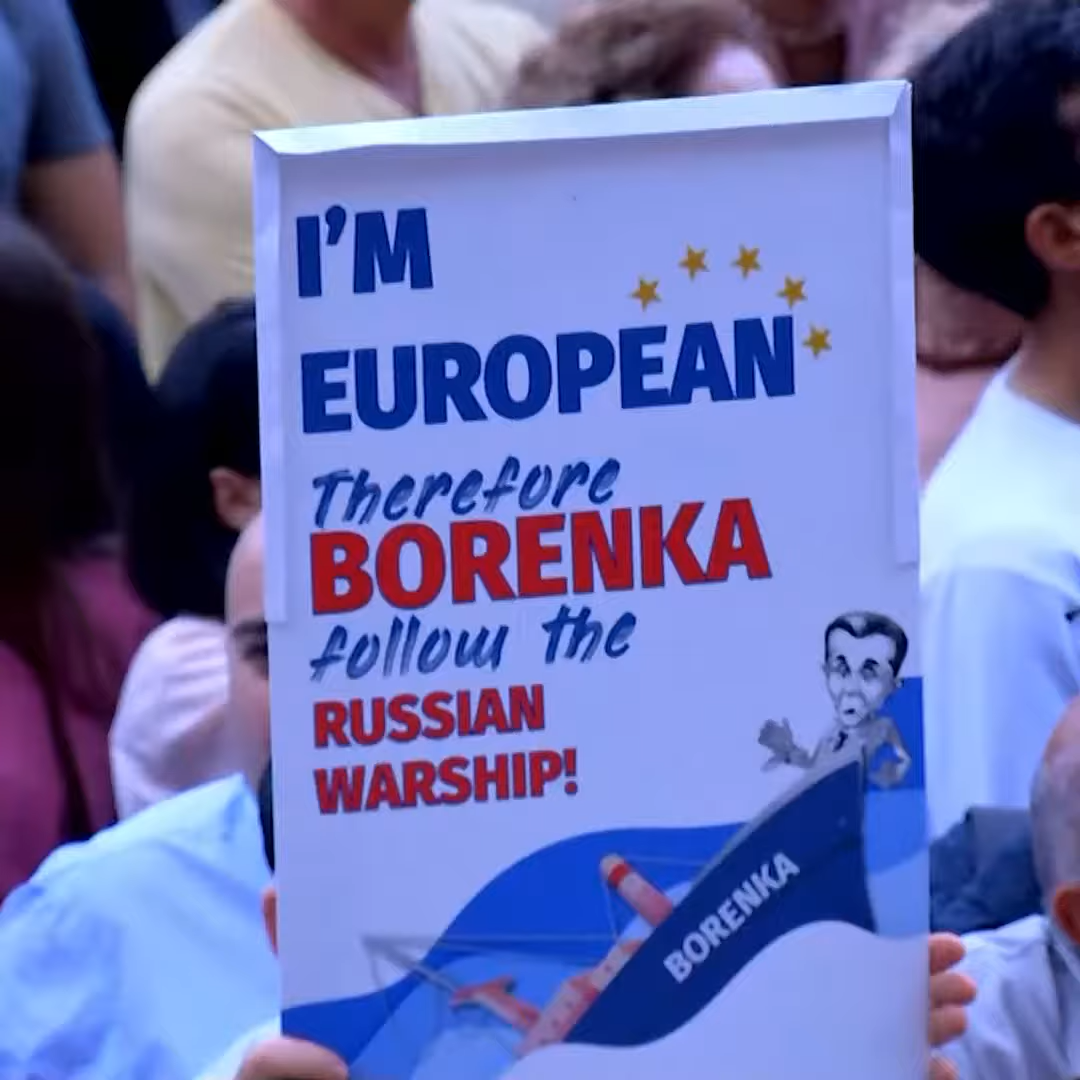 I'M
EUROPEAN
Therefore
BORENKA
follow the
RUSSIAN
WARSHIP!
BORENKA